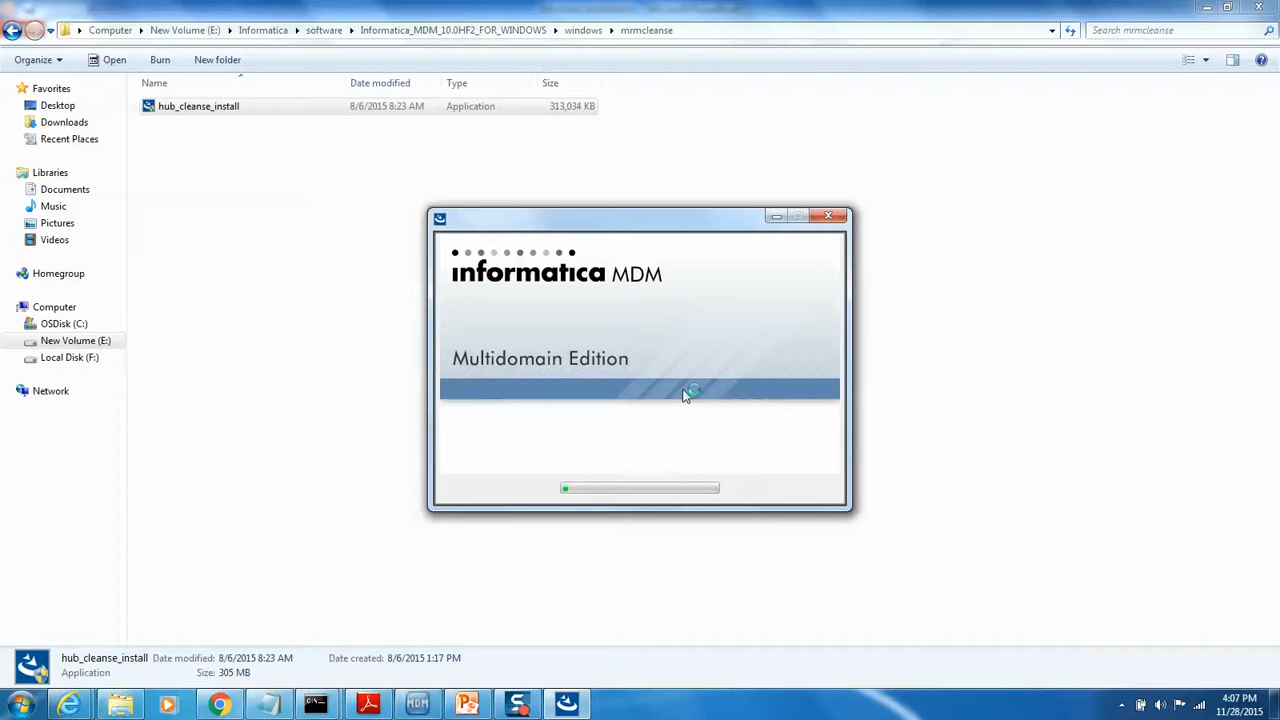 Computer New Volume (E:) Informatica software Informatica_MDM_10.0HF2_FOR_WINDOWS windows mrmcleanse Search mrmcleanse
Organize Open Burn New folder
Favorites
Desktop
Downloads
Recent Places
Libraries
Documents
Music
Pictures
Videos
Homegroup
Computer
OSDisk (C:)
New Volume (E:)
Local Disk (F:)
Network
Name Date modified Type Size
hub_cleanse_install 8/6/2015 8:23 AM Application 313,034 KB
informatica MDM
Multidomain Edition
hub_cleanse_install Date modified: 8/6/2015 8:23 AM Date created: 8/6/2015 1:17 PM
Application Size: 305 MB
MDM
4:07 PM
11/28/2015